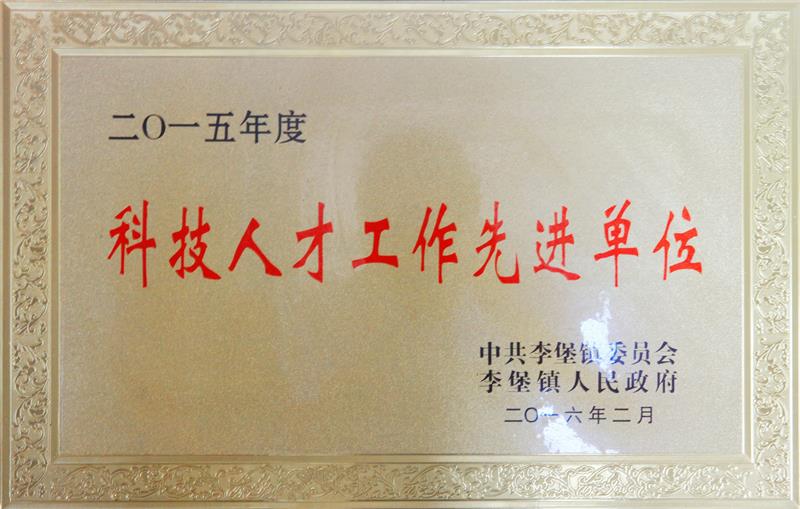 二〇一五年度
科技人才工作先进单位
中共李堡镇委员会
李堡镇人民政府
二〇一六年二月